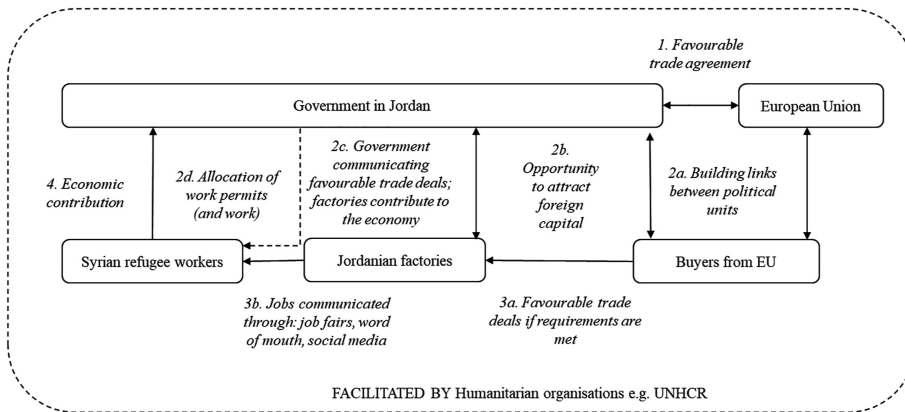 1. Favourable
trade agreement
Government in Jordan
European Union
4. Economic
contribution
2d. Allocation of
work permits
(and work)
2c. Government
communicating
favourable trade deals;
factories contribute to
the economy
2b.
Opportunity
to attract
foreign
capital
2a. Building links
between political
units
Syrian refugee workers
Jordanian factories
Buyers from EU
3b. Jobs communicated
through: job fairs, word
of mouth, social media
3a. Favourable trade
deals if requirements are
met
FACILITATED BY Humanitarian organisations e.g. UNHCR